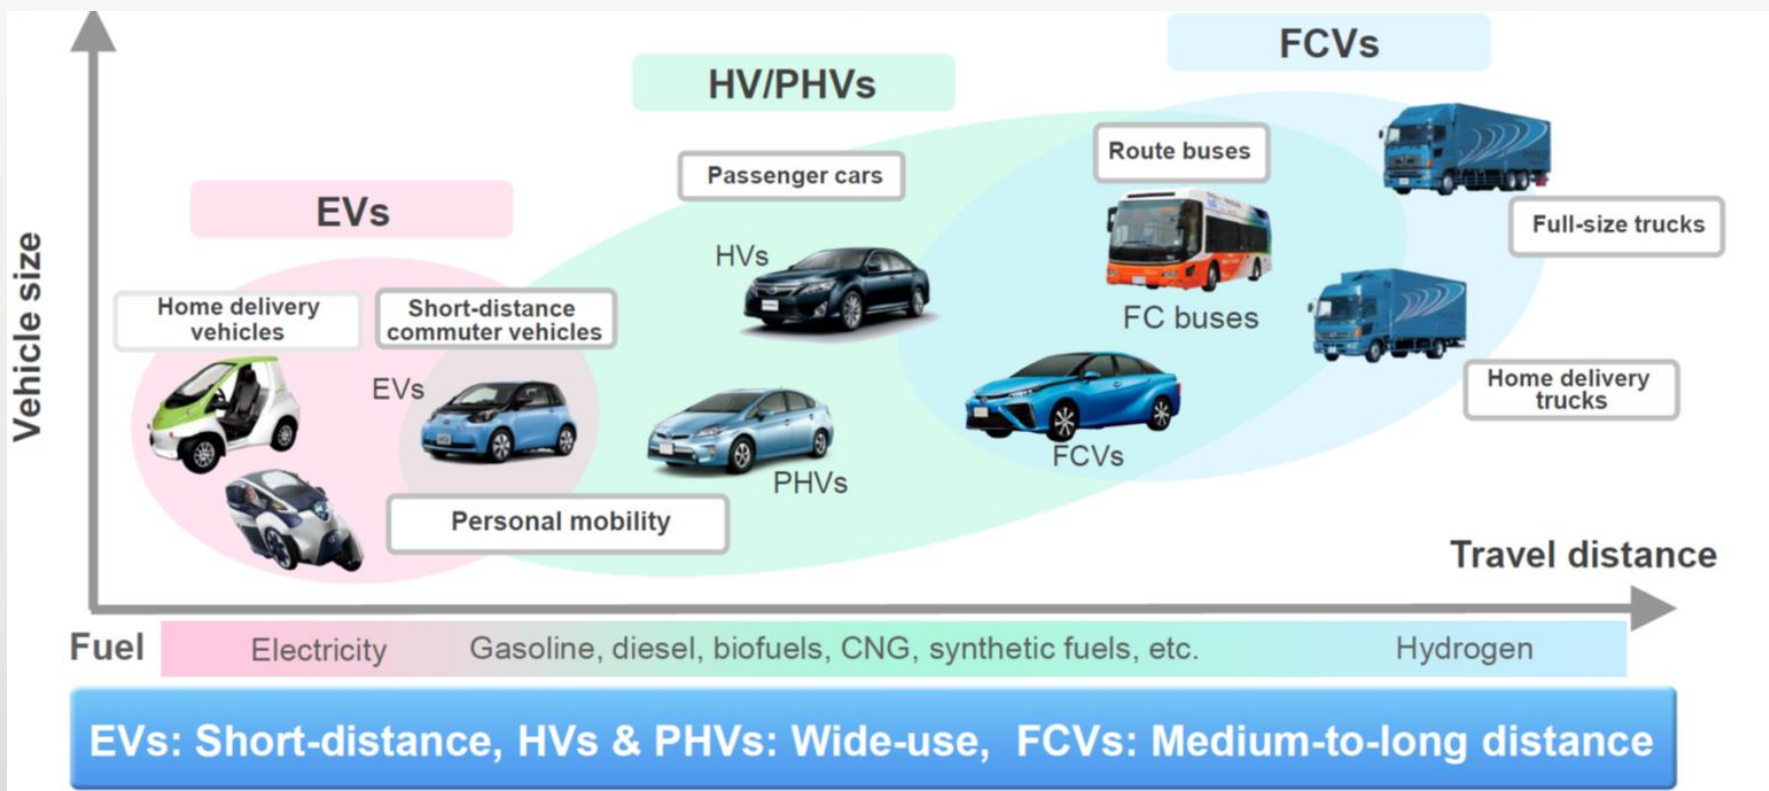 FCVs
HV/PHVs
EVs
Vehicle size
Passenger cars
Route buses
Full-size trucks
HVs
FC buses
Home delivery
vehicles
Short-distance
commuter vehicles
EVs
Home delivery
trucks
FCVs
PHVs
Personal mobility
Travel distance
Fuel
Electricity
Gasoline, diesel, biofuels, CNG, synthetic fuels, etc.
Hydrogen
EVs: Short-distance, HVs & PHVs: Wide-use, FCVs: Medium-to-long distance